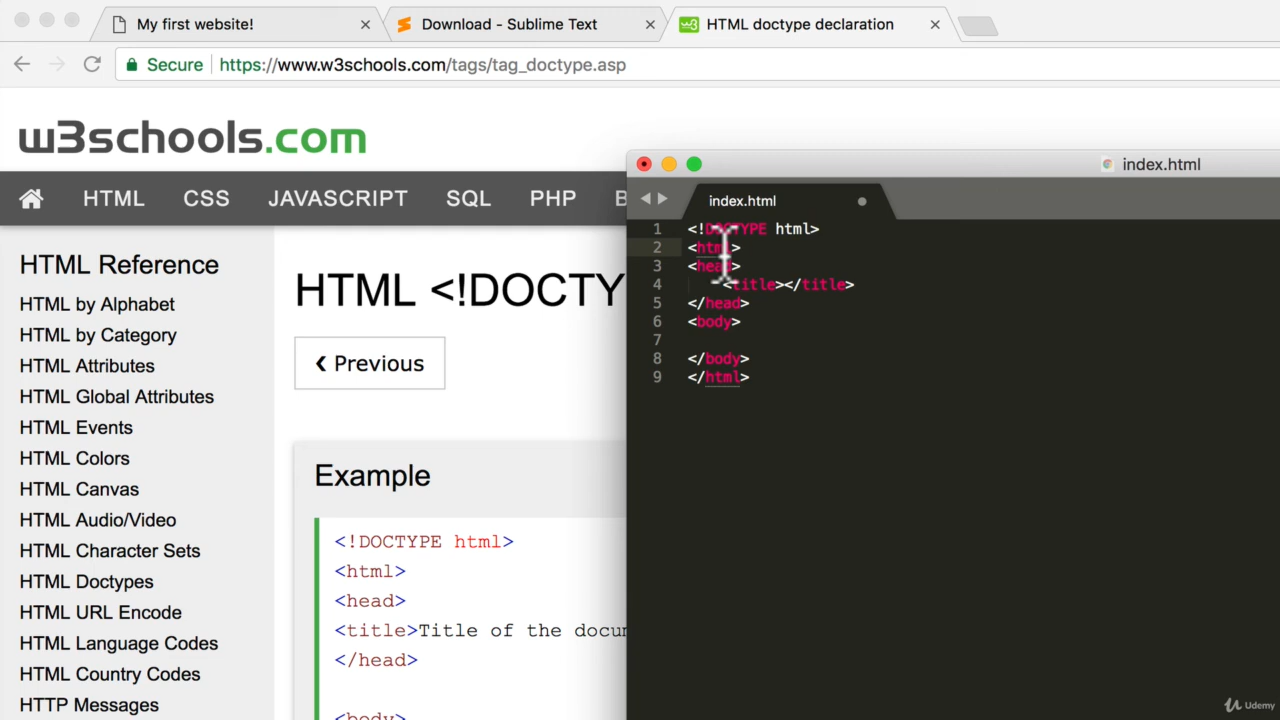 My first website!
Download - Sublime Text
HTML doctype declaration
Secure https://www.w3schools.com/tags/tag_doctype.asp
w3schools.com
HTML CSS JAVASCRIPT SQL PHP B
HTML Reference
HTML by Alphabet
HTML by Category
HTML Attributes
HTML Global Attributes
HTML Events
HTML Colors
HTML Canvas
HTML Audio/Video
HTML Character Sets
HTML Doctypes
HTML URL Encode
HTML Language Codes
HTML Country Codes
HTTP Messages
HTML <!DOCTY
❮ Previous
Example
<!DOCTYPE html>
<html>
<head>
<title>Title of the docum
</head>
<body>
index.html
index.html
1 <!DOCTYPE html>
2 <html>
3 <head>
4 <title></title>
5 </head>
6 <body>
7
8 </body>
9 </html>
Udemy